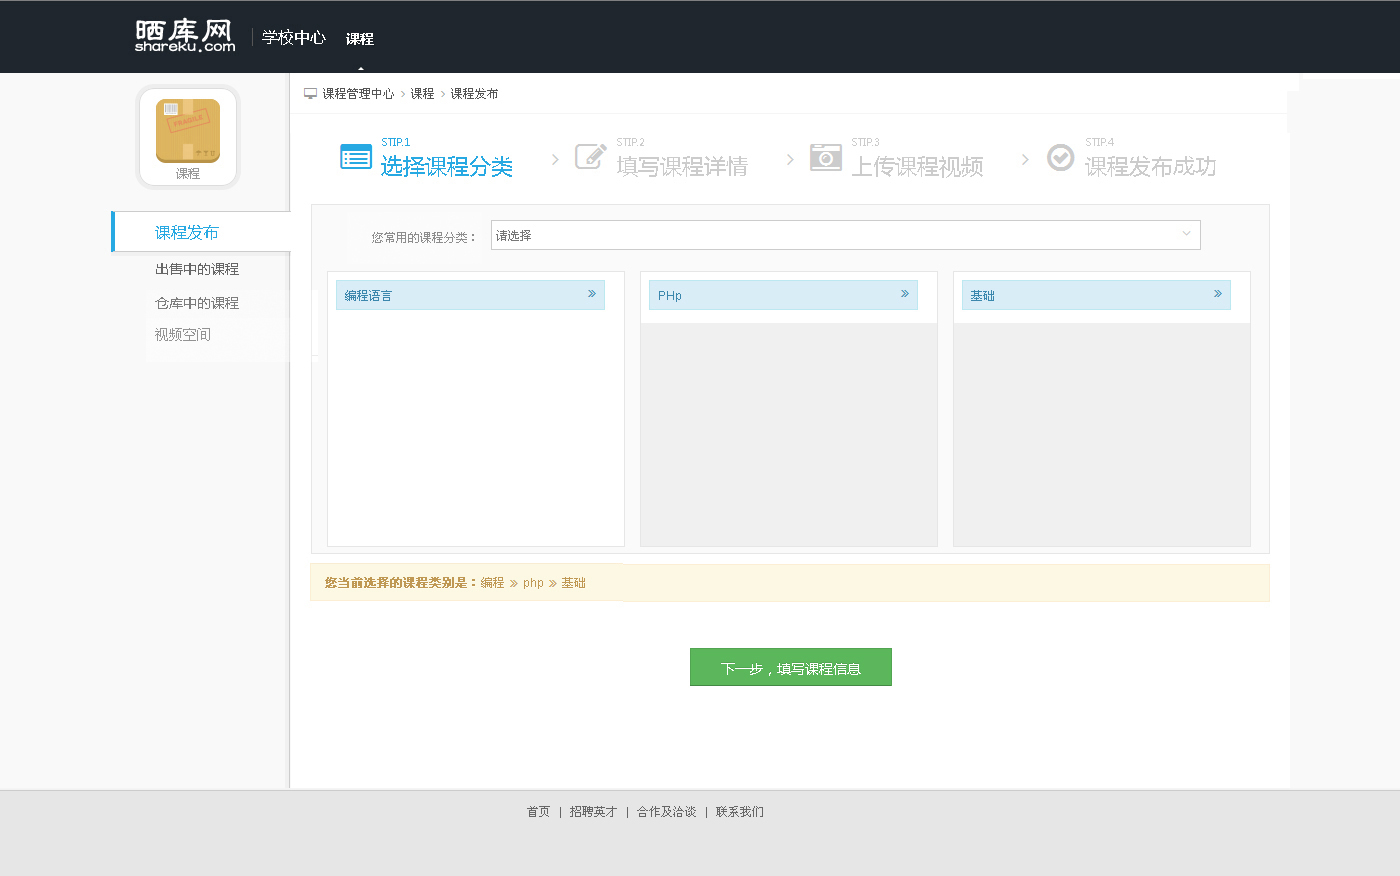 晒库网
shareku.com
学校中心
课程
FRAGILE
课程
课程发布
出售中的课程
仓库中的课程
视频空间
课程管理中心 > 课程 > 课程发布
STIP.1
选择课程分类
STIP.2
填写课程详情
STIP.3
上传课程视频
STIP.4
课程发布成功
您常用的课程分类：
请选择
编程语言 »
PHp »
基础 »
您当前选择的课程类别是：编程 » php » 基础
下一步，填写课程信息
首页 | 招聘英才 | 合作及洽谈 | 联系我们